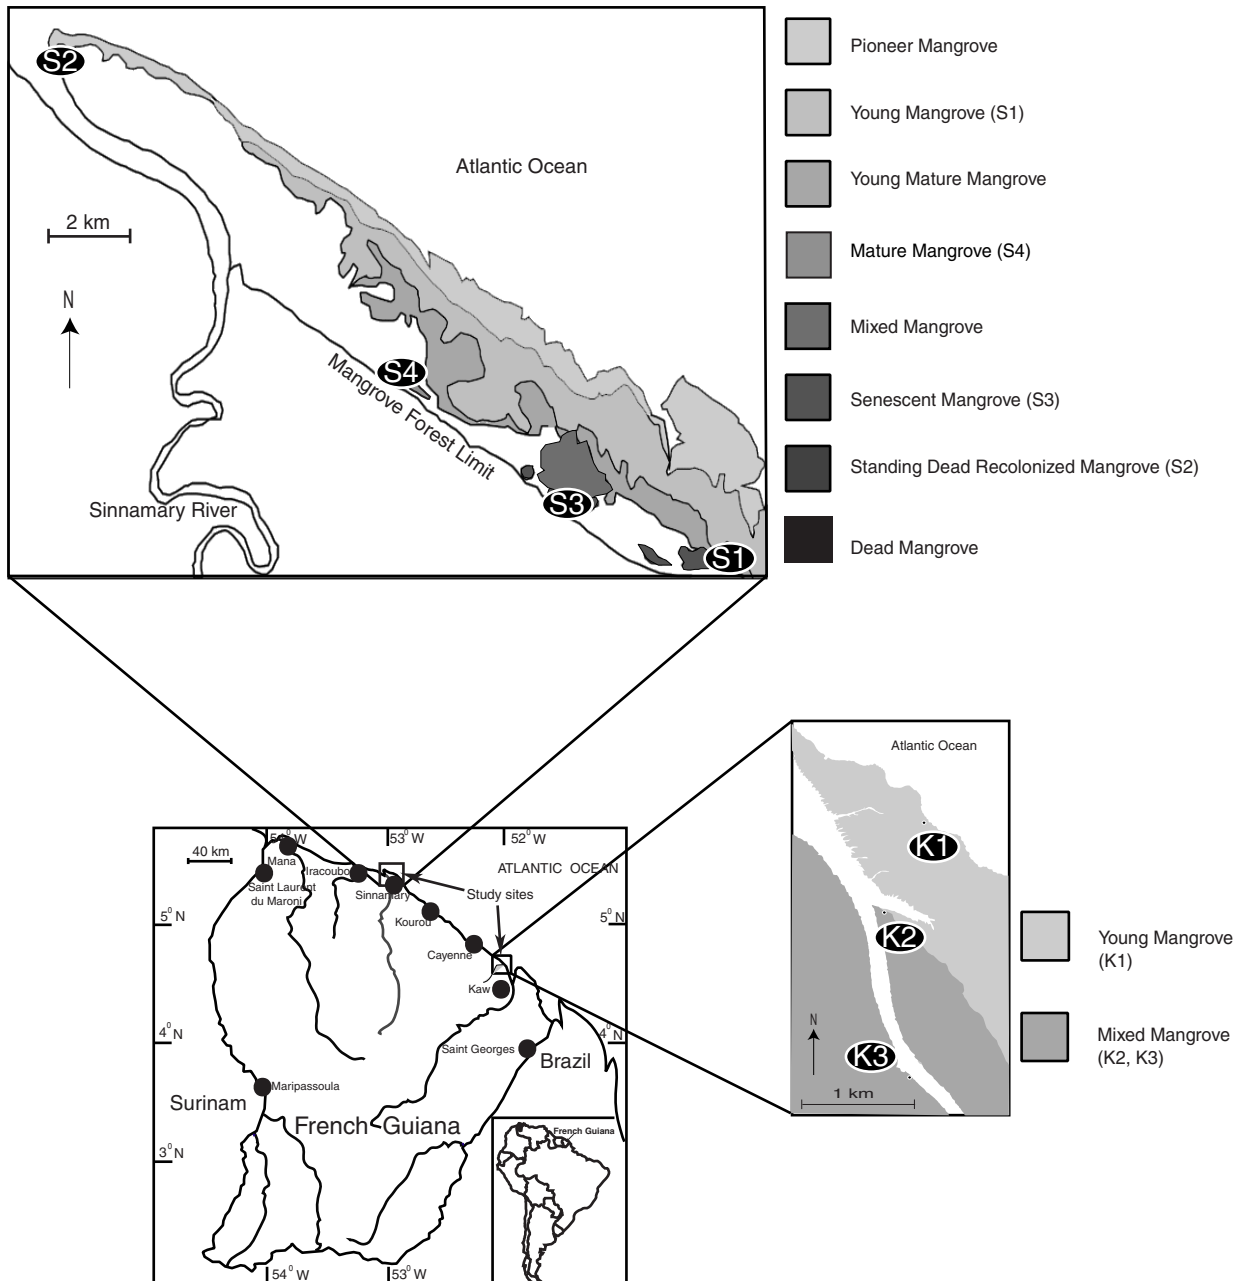 S2
Atlantic Ocean
2 km
N
S4
Mangrove Forest Limit
S3
Sinnamary River
S1
Pioneer Mangrove
Young Mangrove (S1)
Young Mature Mangrove
Mature Mangrove (S4)
Mixed Mangrove
Senescent Mangrove (S3)
Standing Dead Recolonized Mangrove (S2)
Dead Mangrove
54° W
53° W
52° W
40 km
Mana
Iracoubo
ATLANTIC OCEAN
Saint Laurent
du Maroni
Sinnamary
Study sites
5° N
5° N
Kourou
Cayenne
Kaw
4° N
4° N
Saint Georges
Brazil
Maripassoula
Surinam
French Guiana
French Guiana
3° N
54° W
53° W
Atlantic Ocean
K1
K2
N
K3
1 km
Young Mangrove
(K1)
Mixed Mangrove
(K2, K3)